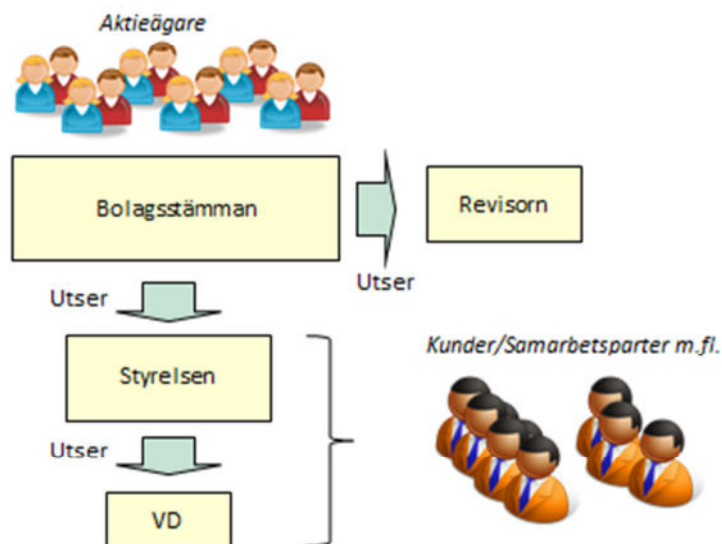 Aktieägare
Bolagsstämman
Revisorn
Utser
Utser
Styrelsen
Kunder/Samarbetsparter m.fl.
Utser
VD